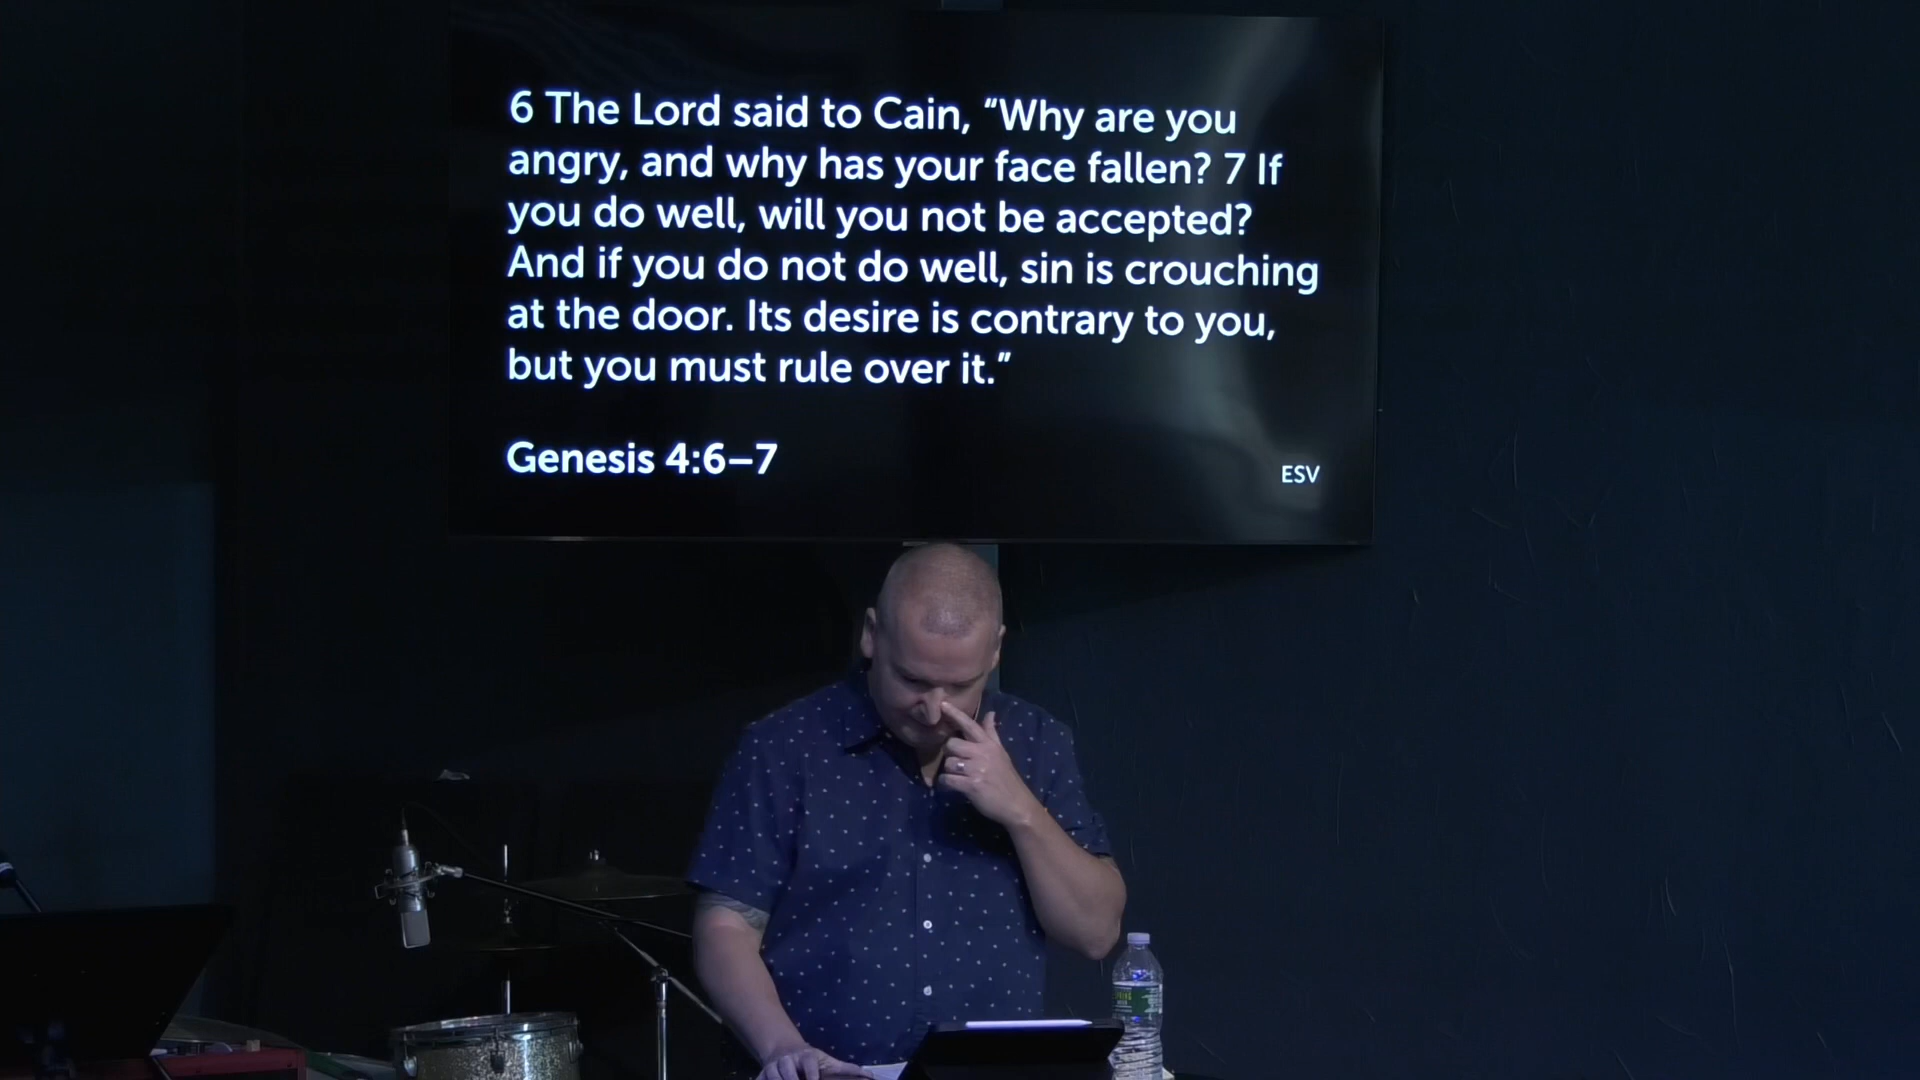 6 The Lord said to Cain, “Why are you
angry, and why has your face fallen? 7 If
you do well, will you not be accepted?
And if you do not do well, sin is crouching
at the door. Its desire is contrary to you,
but you must rule over it.”
Genesis 4:6–7
ESV